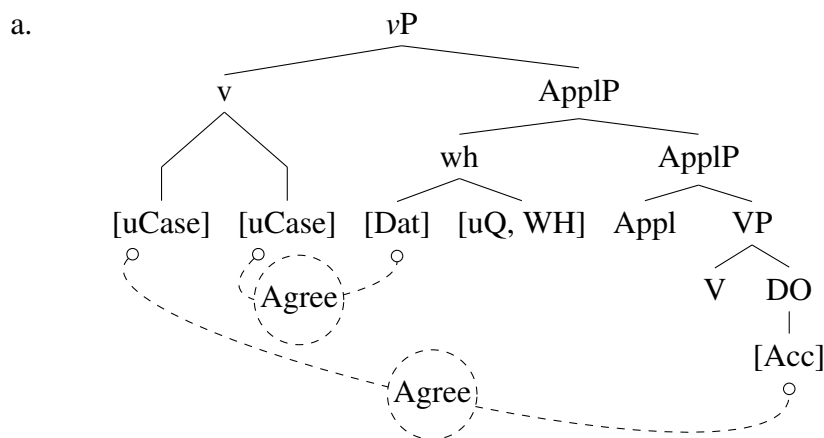 a.
vP
v ApplP
wh ApplP
[uCase] [uCase] [Dat] [uQ, WH] Appl VP
V DO
Agree
[Acc]
Agree